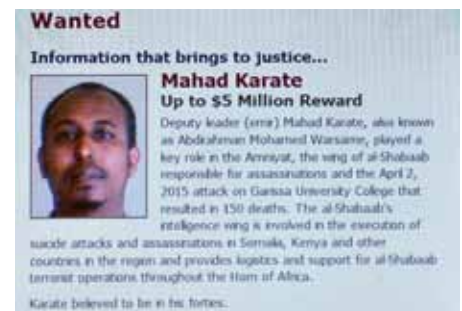 Wanted
Information that brings to justice...
Mahad Karate
Up to $5 Million Reward
Deputy leader (emir) Mahad Karate, also known
as Abdirahman Mohamed Warsame, played a
key role in the Amniyat, the wing of al-Shabaab
responsible for assassinations and the April 2,
2015 attack on Garissa University College that
resulted in 150 deaths. The al-Shabaab's
intelligence wing is involved in the execution of
suicide attacks and assassinations in Somalia, Kenya and other
countries in the region and provides logistics and support for al-Shabaab
terrorist operations throughout the Horn of Africa.
Karate believed to be in his forties.